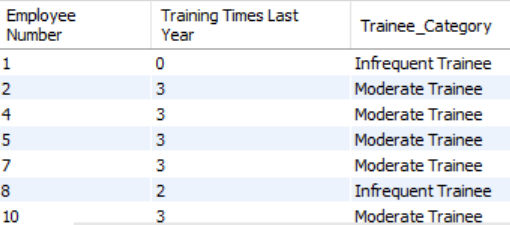 Employee Number Training Times Last Year Trainee_Category
1 0 Infrequent Trainee
2 3 Moderate Trainee
4 3 Moderate Trainee
5 3 Moderate Trainee
7 3 Moderate Trainee
8 2 Infrequent Trainee
10 3 Moderate Trainee